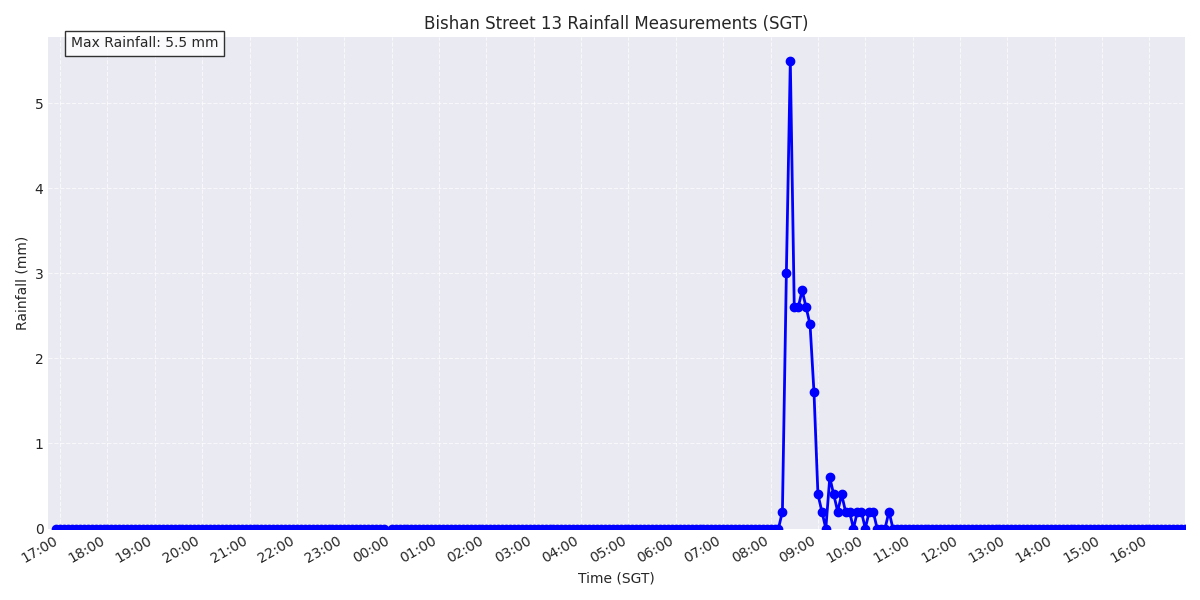 Bishan Street 13 Rainfall Measurements (SGT)
Max Rainfall: 5.5 mm
Rainfall (mm)
5
4
3
2
1
0
17:00 18:00 19:00 20:00 21:00 22:00 23:00 00:00 01:00 02:00 03:00 04:00 05:00 06:00 07:00 08:00 09:00 10:00 11:00 12:00 13:00 14:00 15:00 16:00
Time (SGT)